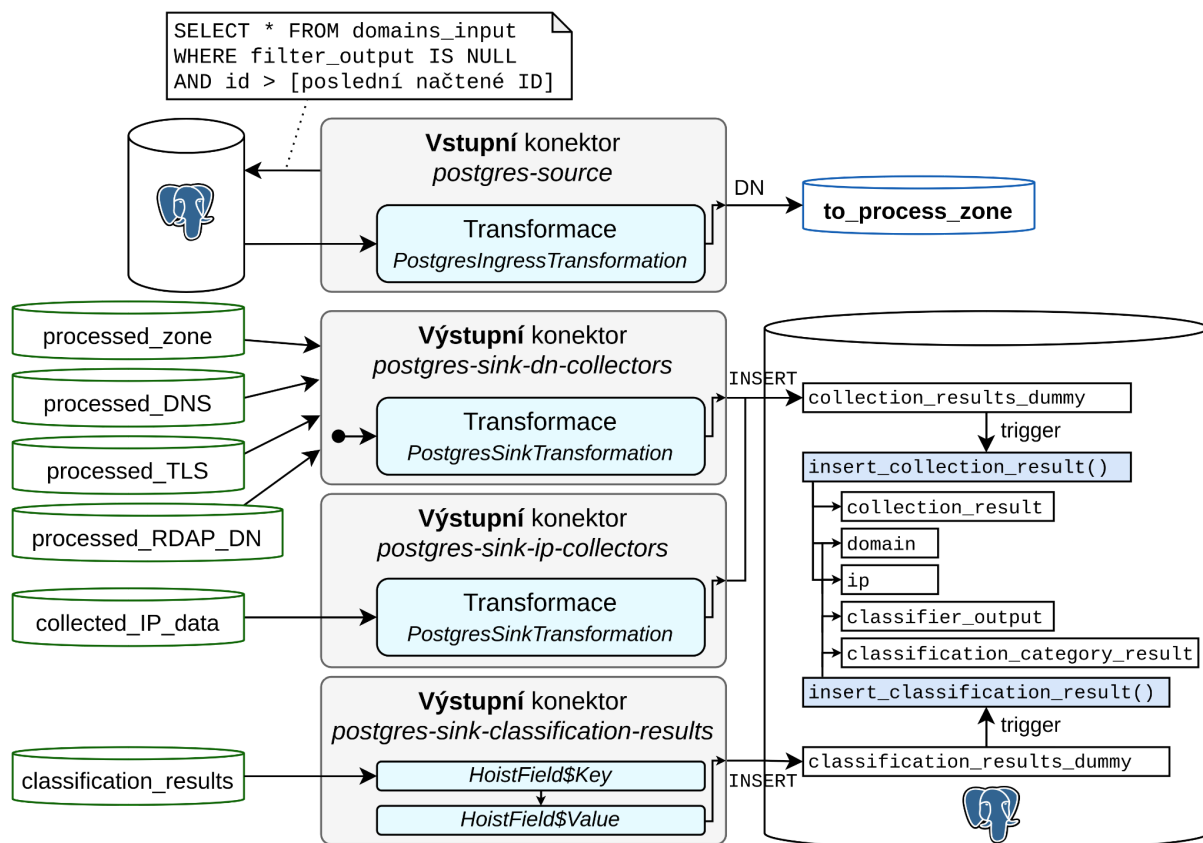 SELECT * FROM domains_input
WHERE filter_output IS NULL
AND id > [poslední načtené ID]
Vstupní konektor
postgres-source
Transformace
PostgresIngressTransformation
DN
to_process_zone
processed_zone
processed_DNS
processed_TLS
processed_RDAP_DN
collected_IP_data
classification_results
Výstupní konektor
postgres-sink-dn-collectors
Transformace
PostgresSinkTransformation
Výstupní konektor
postgres-sink-ip-collectors
Transformace
PostgresSinkTransformation
Výstupní konektor
postgres-sink-classification-results
HoistField$Key
HoistField$Value
INSERT
INSERT
collection_results_dummy
trigger
insert_collection_result()
collection_result
domain
ip
classifier_output
classification_category_result
insert_classification_result()
trigger
classification_results_dummy